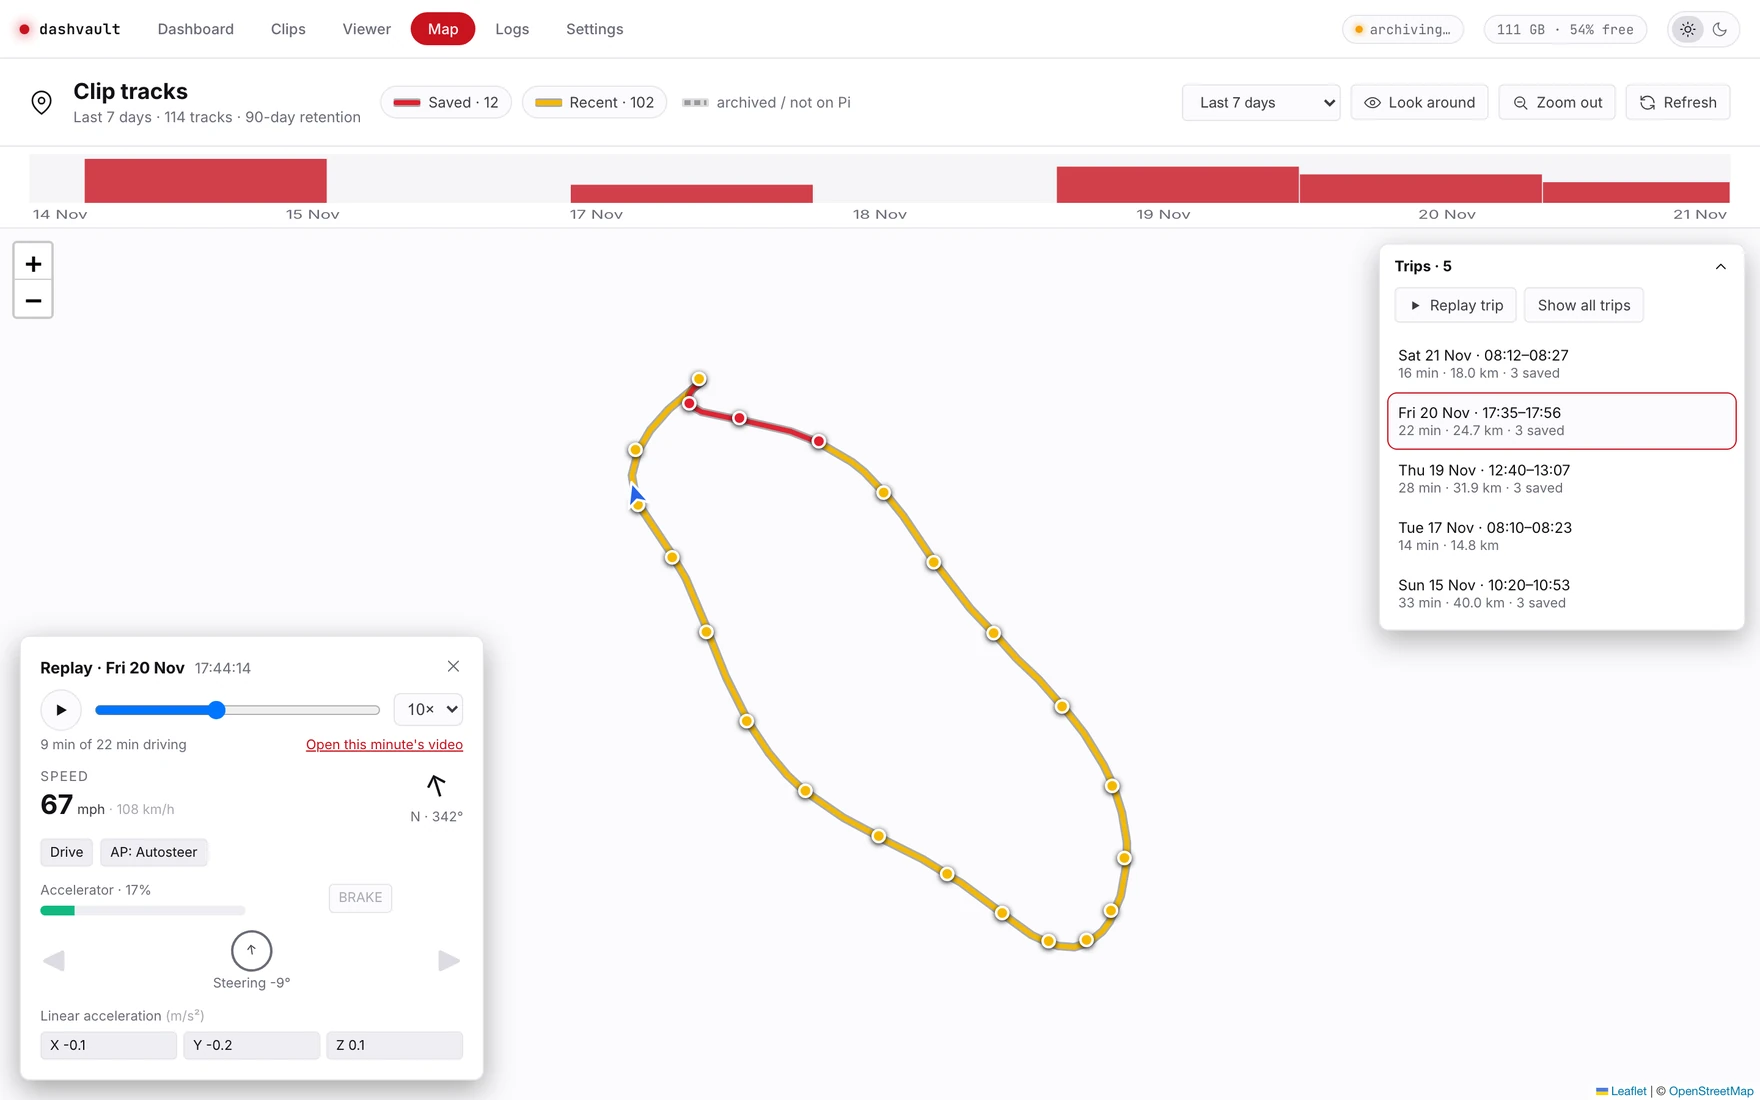 dashvault
Dashboard
Clips
Viewer
Map
Logs
Settings
archiving…
111 GB · 54% free
Clip tracks
Last 7 days · 114 tracks · 90-day retention
Saved · 12
Recent · 102
archived / not on Pi
Last 7 days
Look around
Zoom out
Refresh
14 Nov
15 Nov
17 Nov
18 Nov
19 Nov
20 Nov
21 Nov
+
−
Trips · 5
Replay trip
Show all trips
Sat 21 Nov · 08:12–08:27
16 min · 18.0 km · 3 saved
Fri 20 Nov · 17:35–17:56
22 min · 24.7 km · 3 saved
Thu 19 Nov · 12:40–13:07
28 min · 31.9 km · 3 saved
Tue 17 Nov · 08:10–08:23
14 min · 14.8 km
Sun 15 Nov · 10:20–10:53
33 min · 40.0 km · 3 saved
Replay · Fri 20 Nov 17:44:14
10×
9 min of 22 min driving
Open this minute's video
SPEED
67 mph · 108 km/h
N · 342°
Drive
AP: Autosteer
Accelerator · 17%
BRAKE
Steering -9°
Linear acceleration (m/s²)
X -0.1
Y -0.2
Z 0.1
Leaflet | © OpenStreetMap